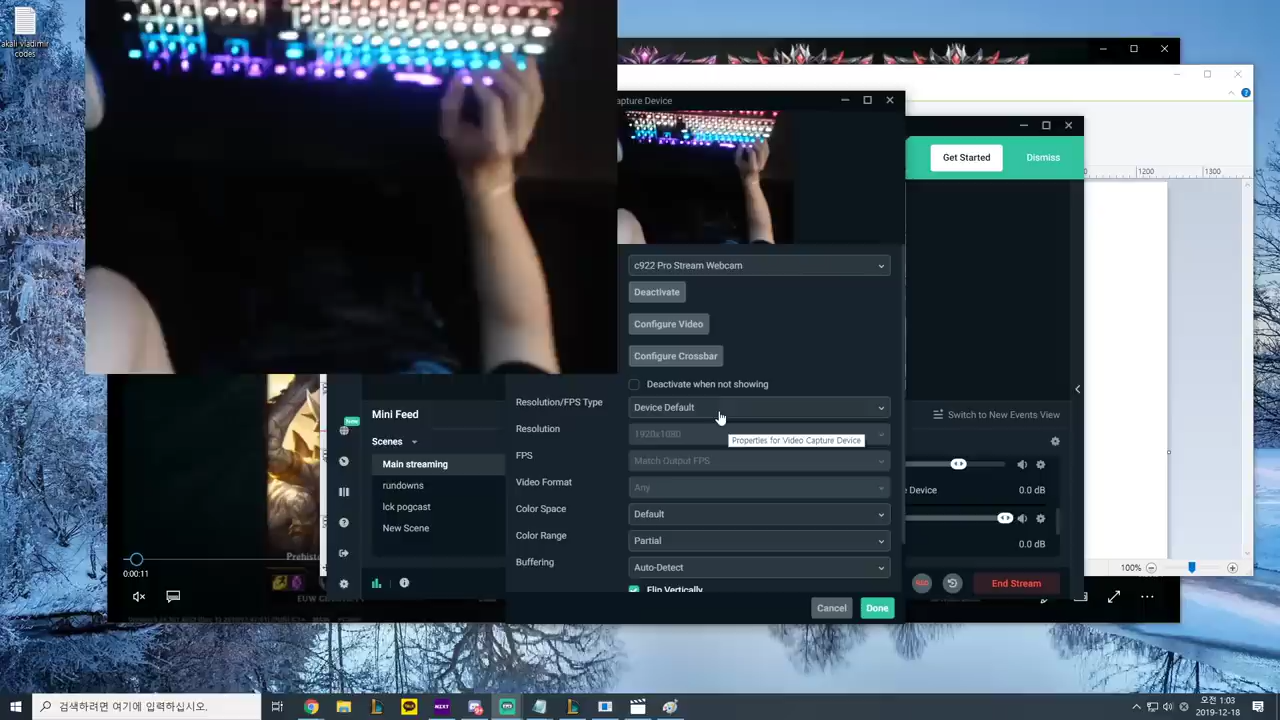 akali vladimir
codes
apture Device
Get Started
Dismiss
1200
1300
c922 Pro Stream Webcam
Deactivate
Configure Video
Configure Crossbar
Deactivate when not showing
Resolution/FPS Type
Device Default
Resolution
1920x1080
Properties for Video Capture Device
FPS
Match Output FPS
Video Format
Any
Color Space
Default
Color Range
Partial
Buffering
Auto-Detect
Flip Vertically
Cancel
Done
New
Mini Feed
Scenes
Main streaming
rundowns
lck pogcast
New Scene
Switch to New Events View
e Device
0.0 dB
0.0 dB
REC
End Stream
100%
Prehisto
0:00:11
검색하려면 여기에 입력하십시오.
NEXT
오전 1:03
2019-12-18